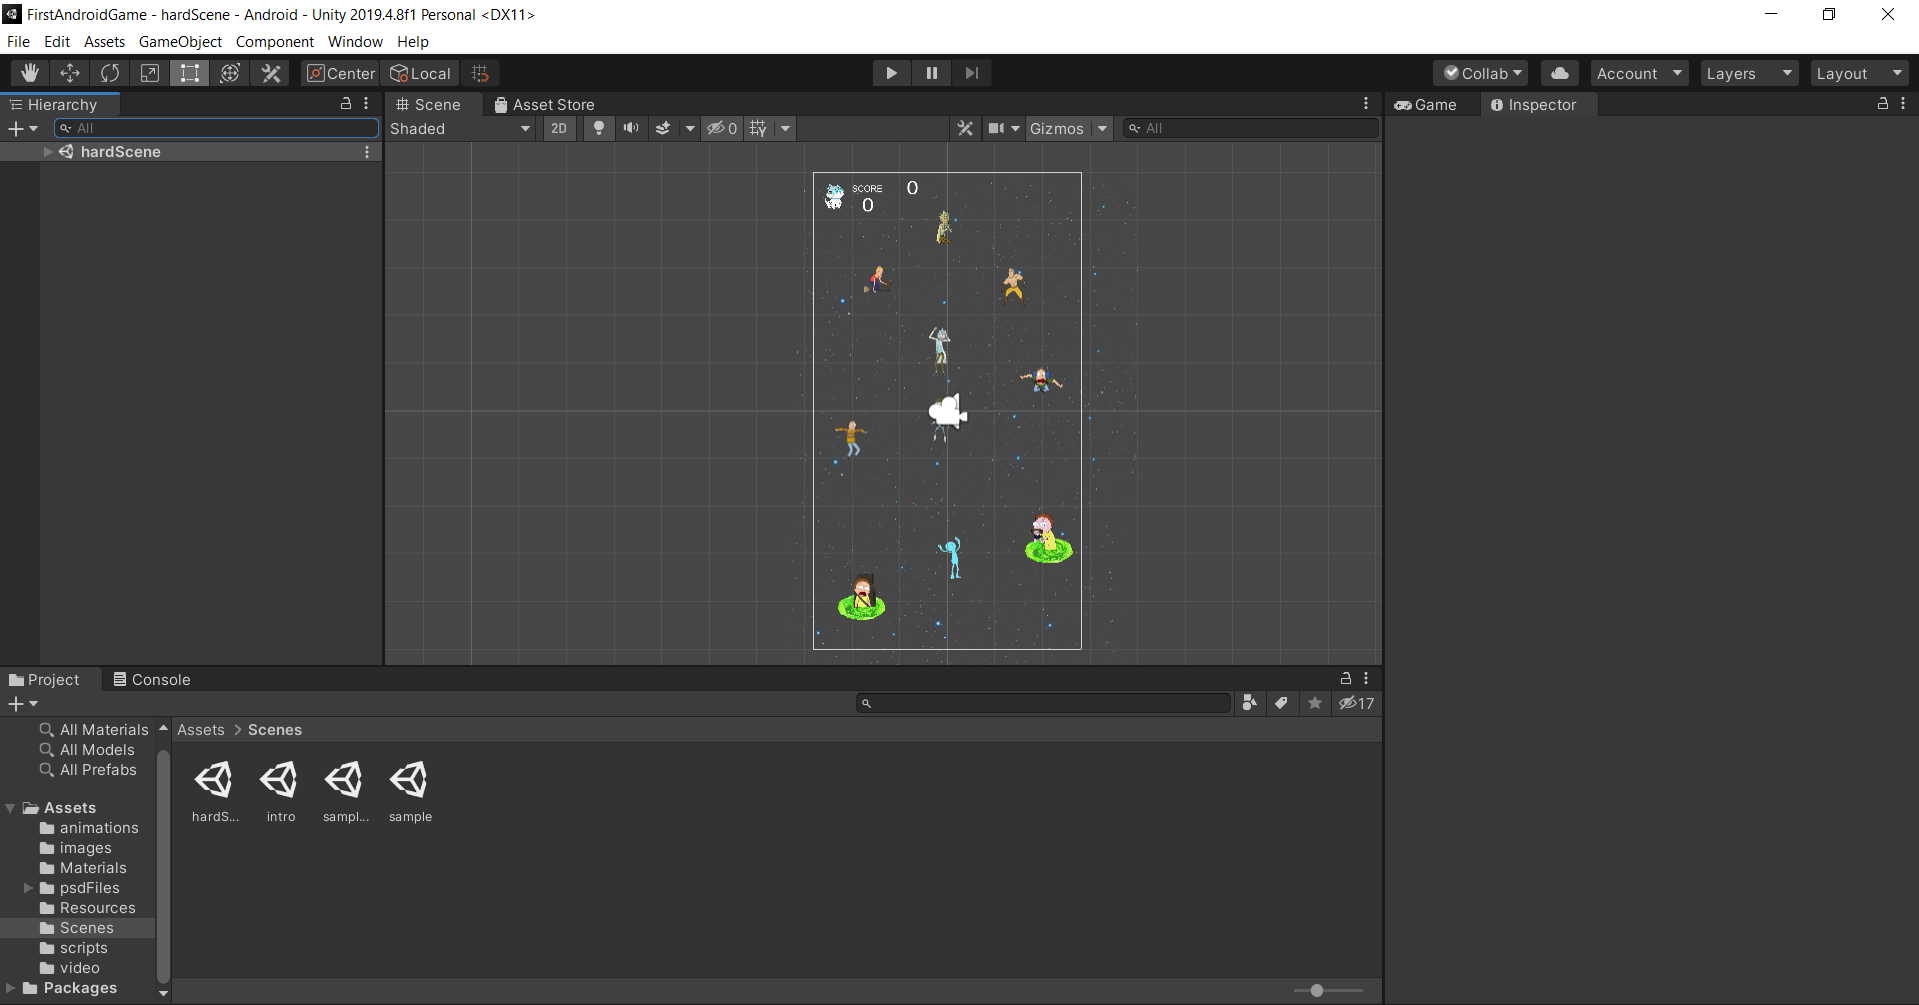 FirstAndroidGame - hardScene - Android - Unity 2019.4.8f1 Personal <DX11>
File Edit Assets GameObject Component Window Help
Center Local Collab Account Layers Layout
Hierarchy Scene Asset Store Game Inspector
All Shaded 2D 0 Gizmos All
hardScene
SCORE 0
0
Project Console
17
All Materials
All Models
All Prefabs
Assets > Scenes
hardS... intro sampl... sample
Assets
animations
images
Materials
psdFiles
Resources
Scenes
scripts
video
Packages